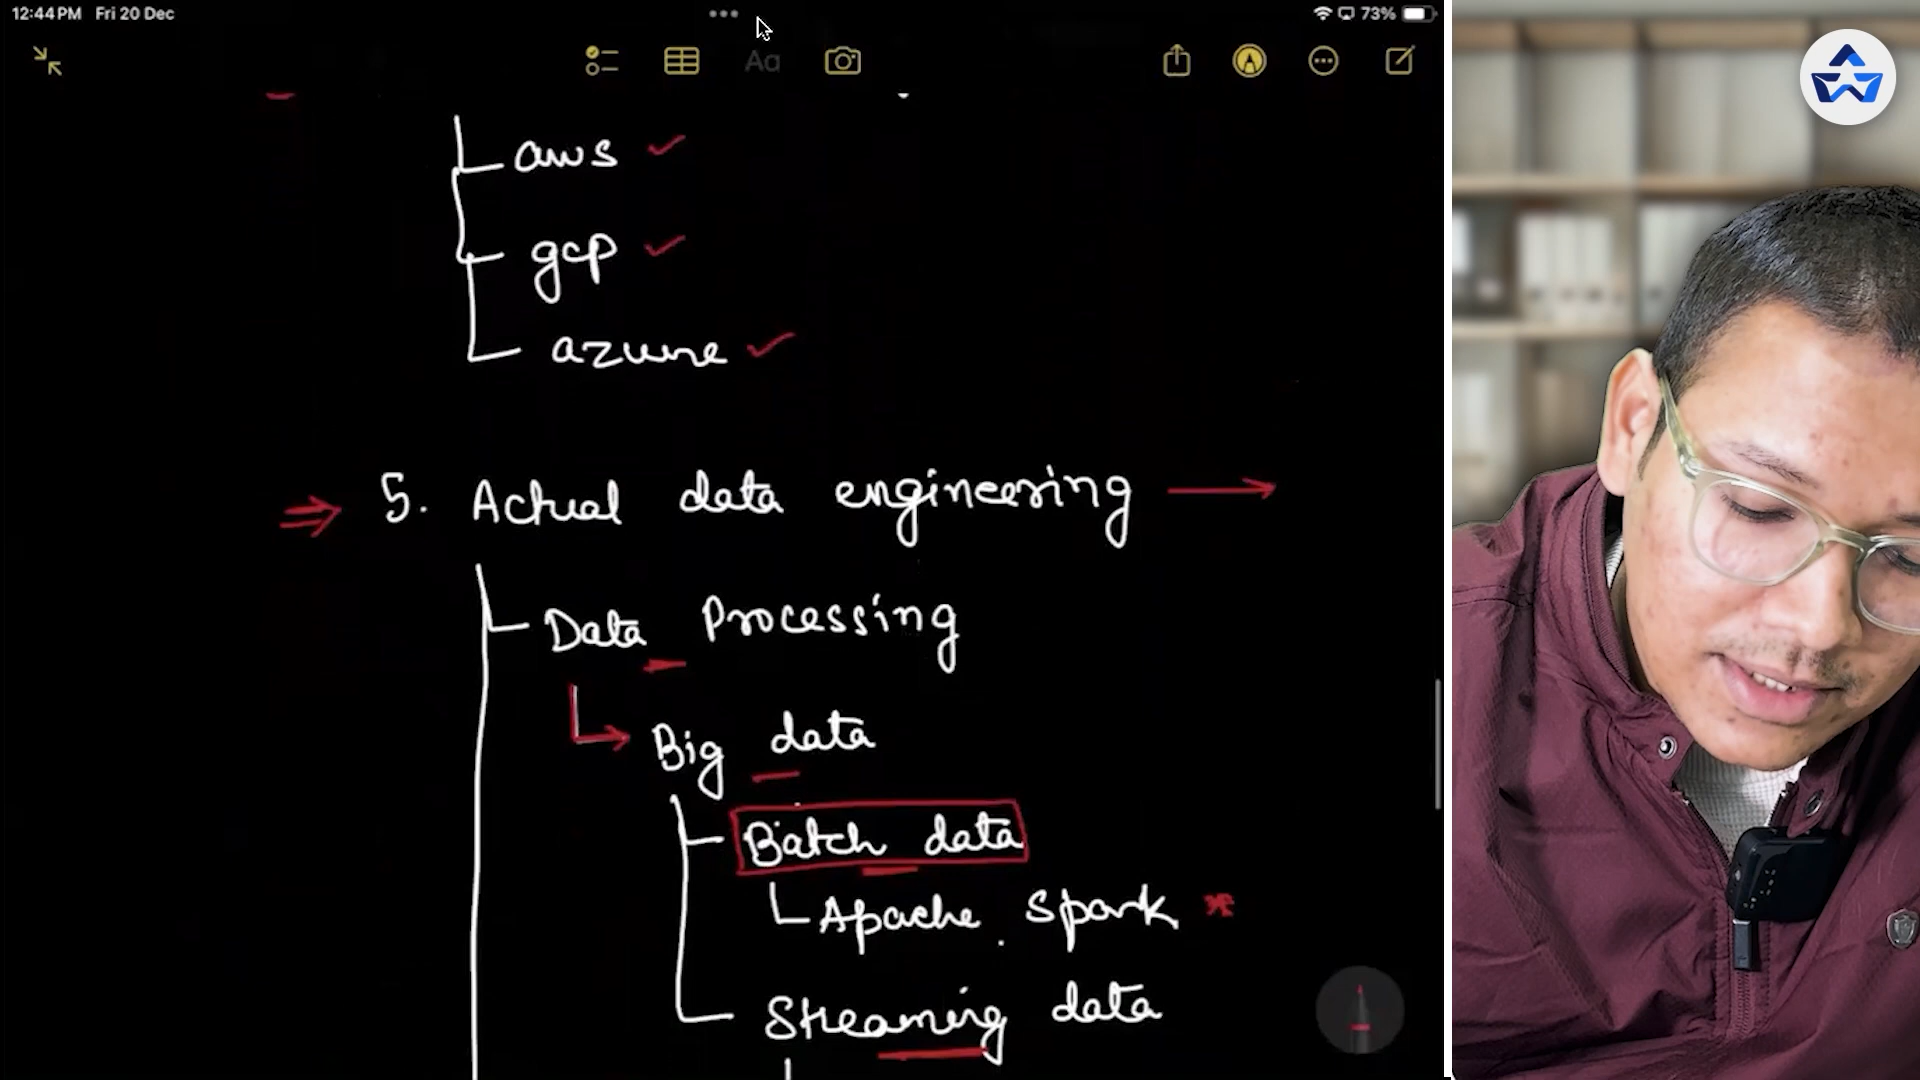 12:44 PM Fri 20 Dec
73%
Aa
aws
gcp
azure
5. Actual data engineering
Data Processing
Big data
Batch data
Apache Spark
Streaming data